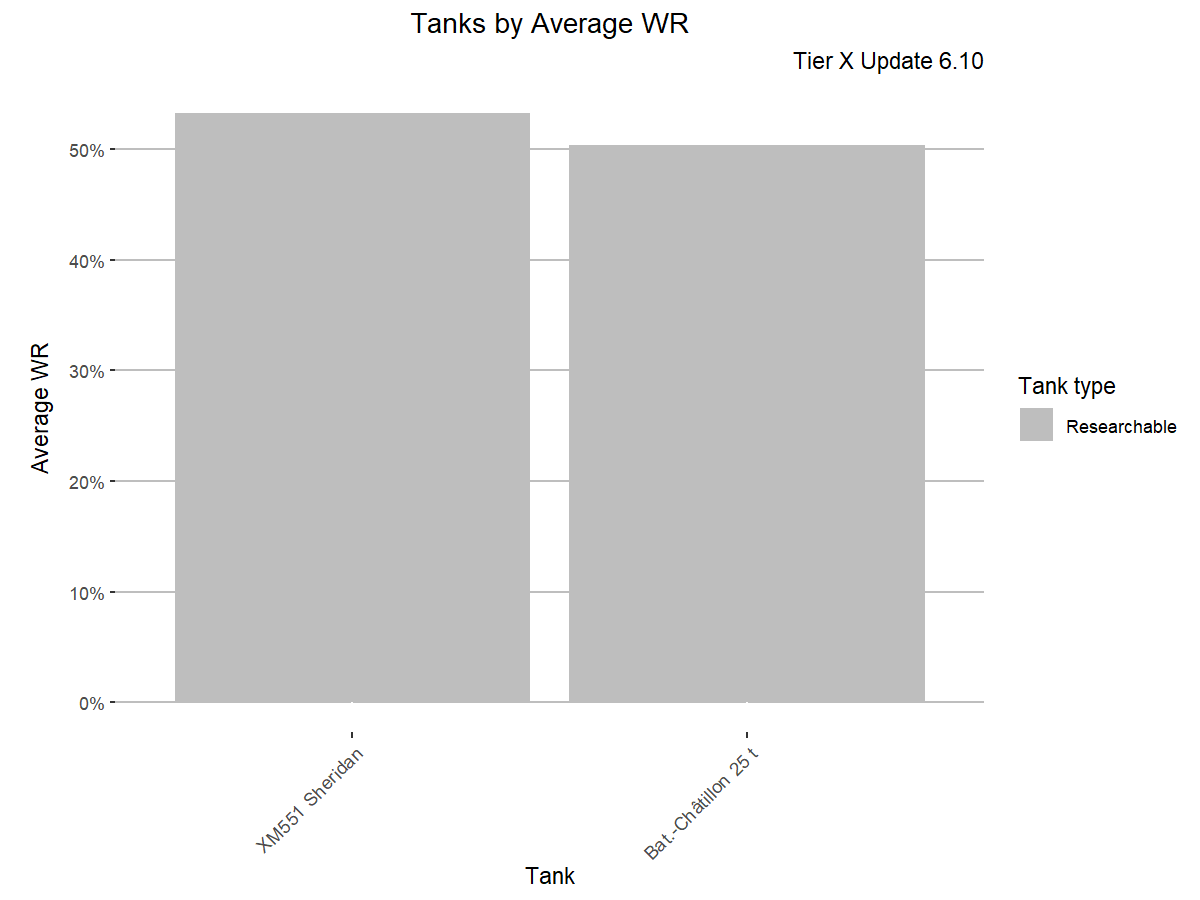 Tanks by Average WR
Tier X Update 6.10
Average WR
50%
40%
30%
20%
10%
0%
XM551 Sheridan
Bat.-Châtillon 25 t
Tank
Tank type
Researchable